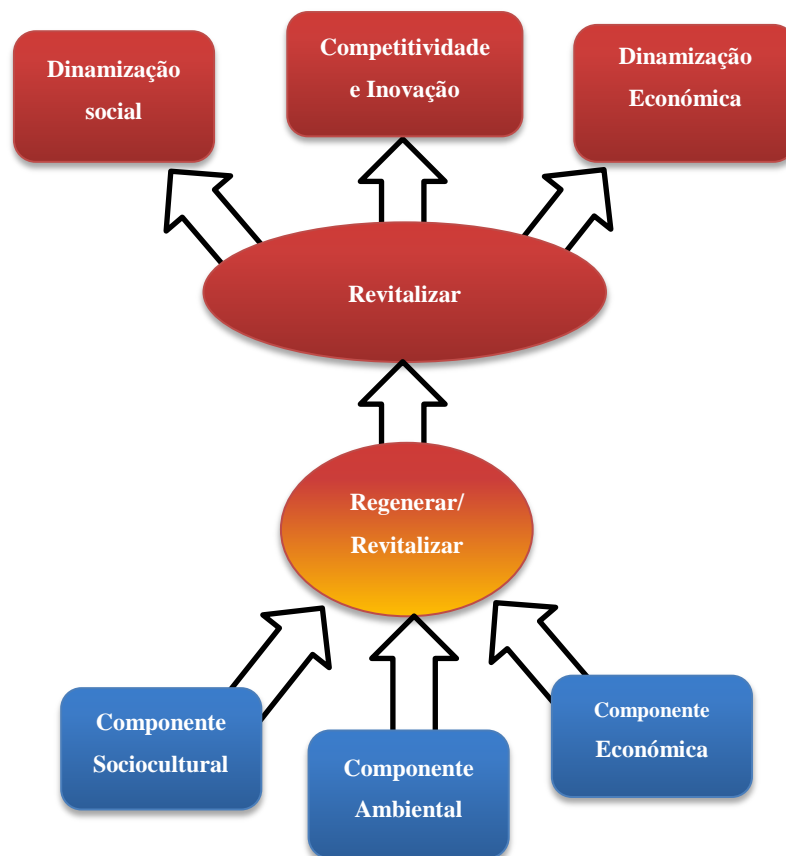 Dinamização
social
Competitividade
e Inovação
Dinamização
Económica
Revitalizar
Regenerar/
Revitalizar
Componente
Sociocultural
Componente
Ambiental
Componente
Económica